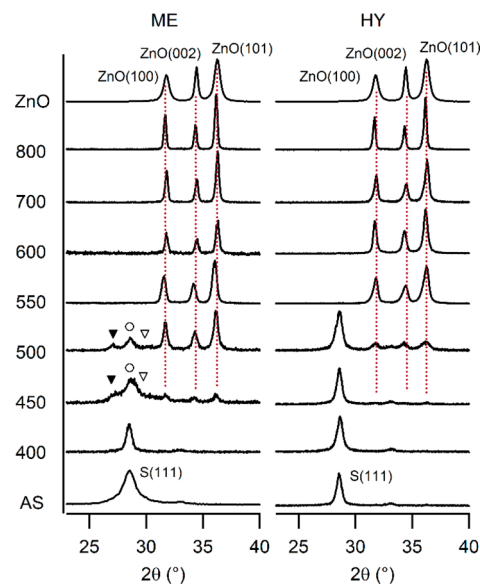 ME
HY
ZnO(100)
ZnO(002)
ZnO(101)
ZnO(100)
ZnO(002)
ZnO(101)
ZnO
800
700
600
550
500
450
400
AS
S(111)
S(111)
25 30 35 40
25 30 35 40
2θ (°)
2θ (°)